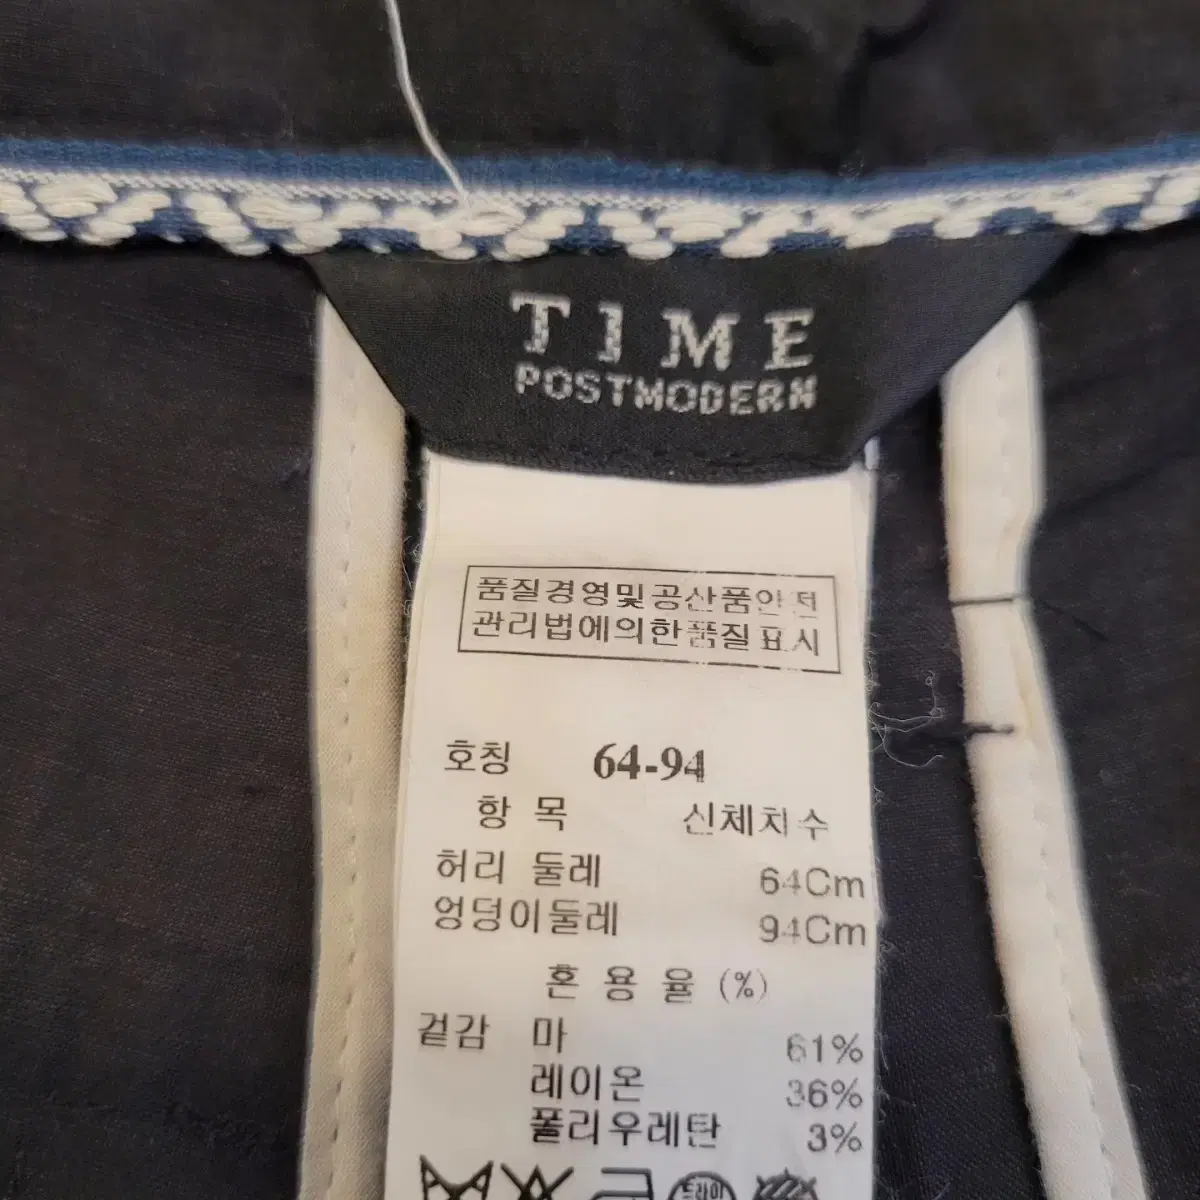 TIME
POSTMODERN
품질경영및공산품안전
관리법에의한품질표시
호칭 64-94
항 목 신체치수
허리 둘레 64Cm
엉덩이둘레 94Cm
혼 용 율 (%)
겉감 마 61%
레이온 36%
폴리우레탄 3%
드라이